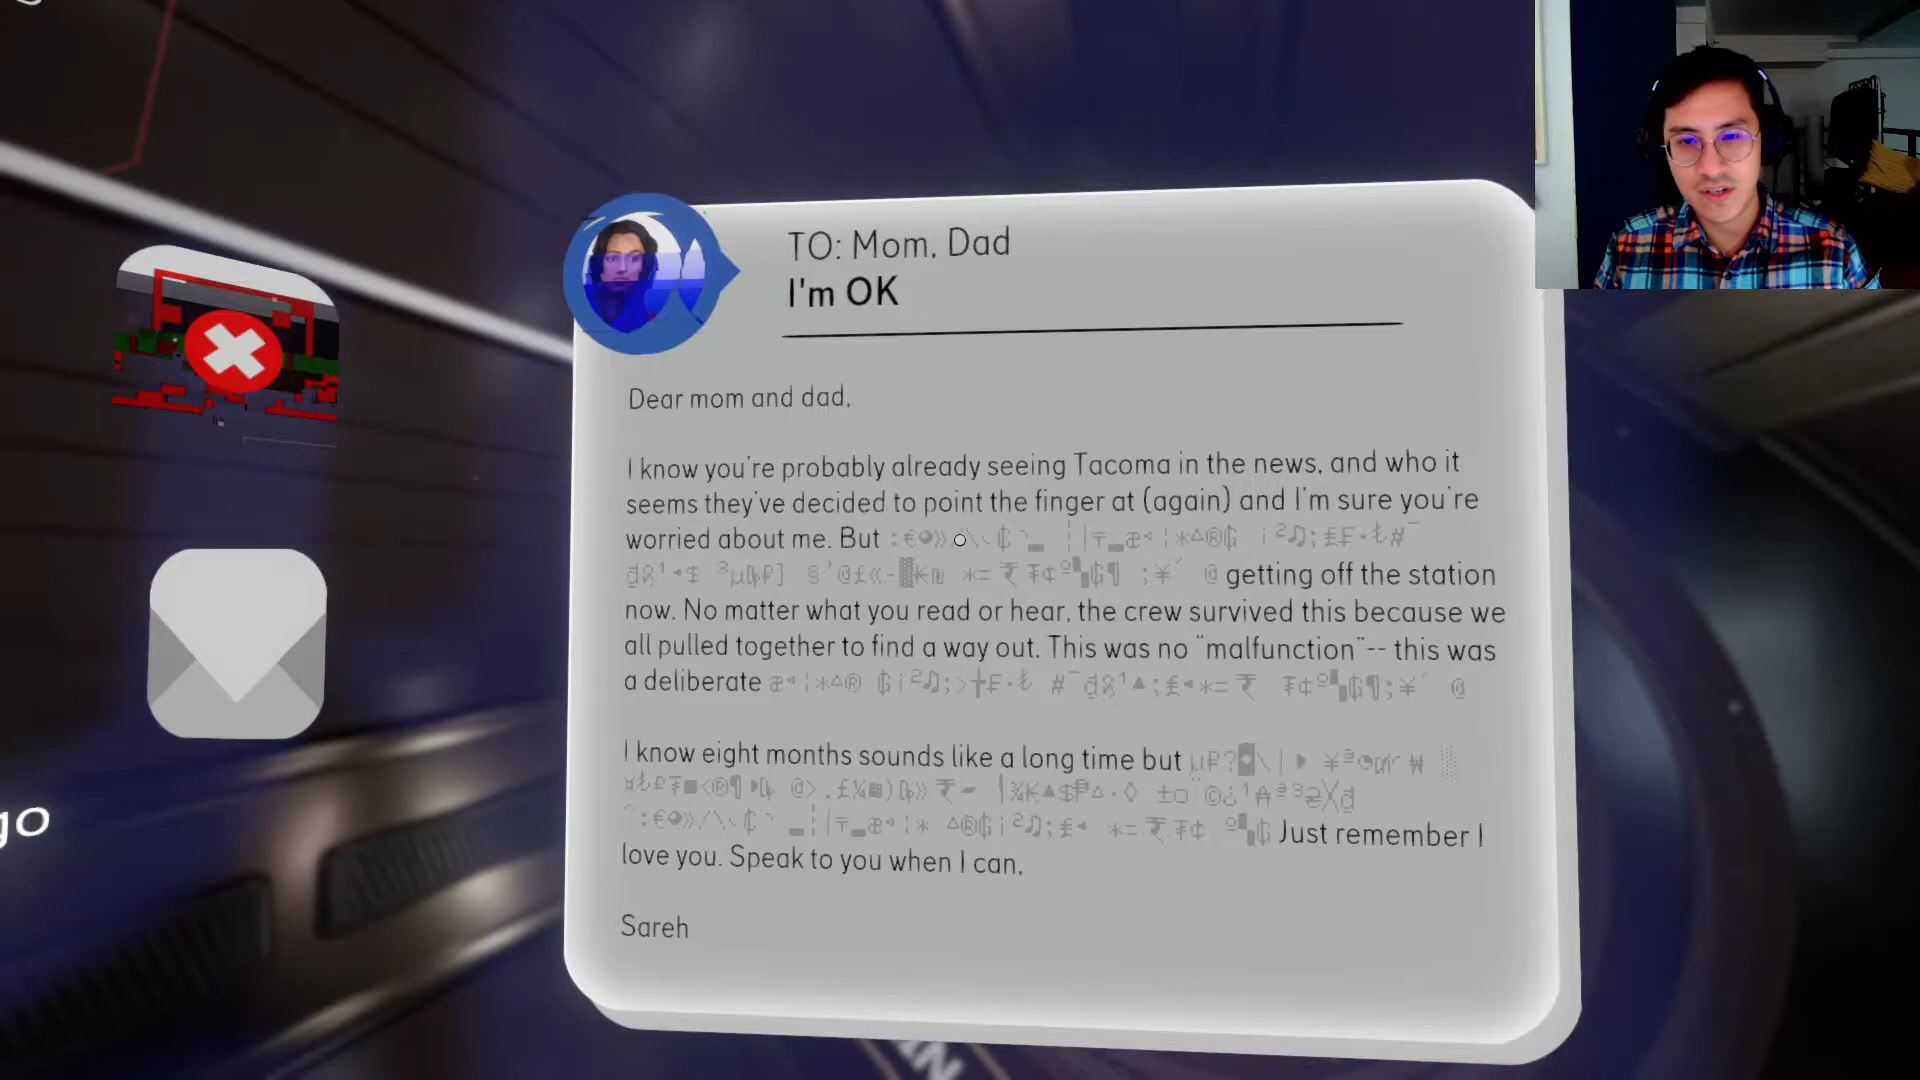 TO: Mom, Dad
I'm OK
Dear mom and dad,
I know you're probably already seeing Tacoma in the news, and who it
seems they've decided to point the finger at (again) and I'm sure you're
worried about me. But
getting off the station
now. No matter what you read or hear, the crew survived this because we
all pulled together to find a way out. This was no "malfunction"-- this was
a deliberate
I know eight months sounds like a long time but
Just remember I
love you. Speak to you when I can,
Sareh
go